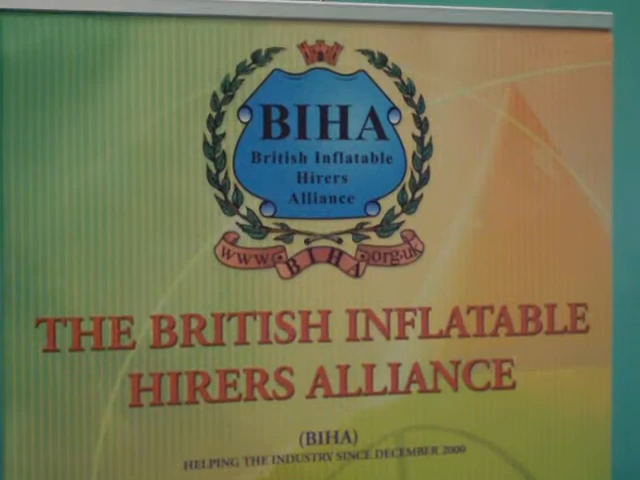 BIHA
British Inflatable
Hirers
Alliance
www. BIHA org.uk
THE BRITISH INFLATABLE
HIRERS ALLIANCE
(BIHA)
HELPING THE INDUSTRY SINCE DECEMBER 2000